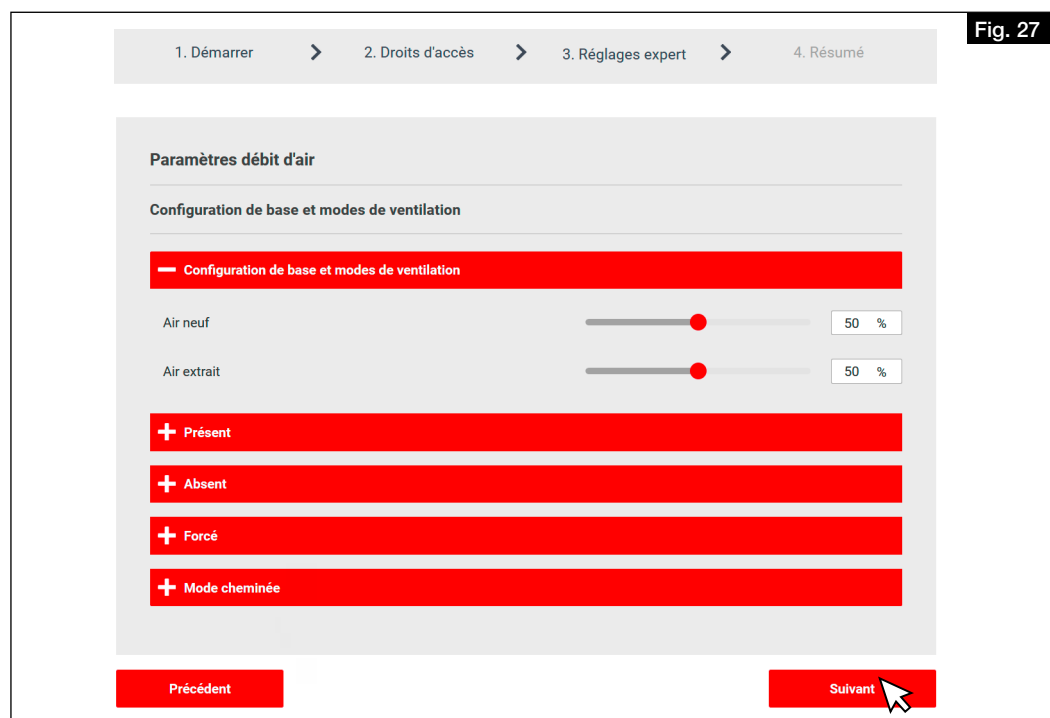 Fig. 27
1. Démarrer > 2. Droits d'accès > 3. Réglages expert > 4. Résumé
Paramètres débit d'air
Configuration de base et modes de ventilation
Configuration de base et modes de ventilation
Air neuf 50 %
Air extrait 50 %
Présent
Absent
Forcé
Mode cheminée
Précédent Suivant